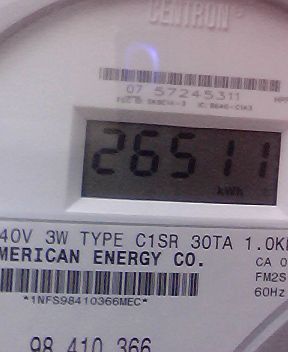 CENTRON®
07 57245311
26511
kWh
40V 3W TYPE C1SR 30TA 1.0K
MERICAN ENERGY CO.
CA 0
FM2S
60Hz
*1NFS98410366MEC*
98 410 366